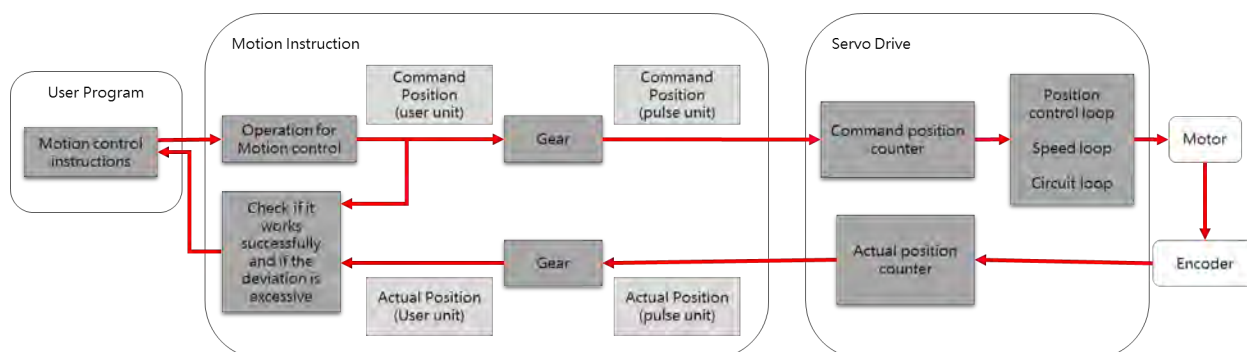 Motion Instruction
Servo Drive
User Program
Motion control
instructions
Operation for
Motion control
Command
Position
(user unit)
Gear
Command
Position
(pulse unit)
Command position
counter
Position
control loop
Speed loop
Circuit loop
Motor
Check if it
works
successfully
and if the
deviation is
excessive
Actual Position
(User unit)
Gear
Actual Position
(pulse unit)
Actual position
counter
Encoder